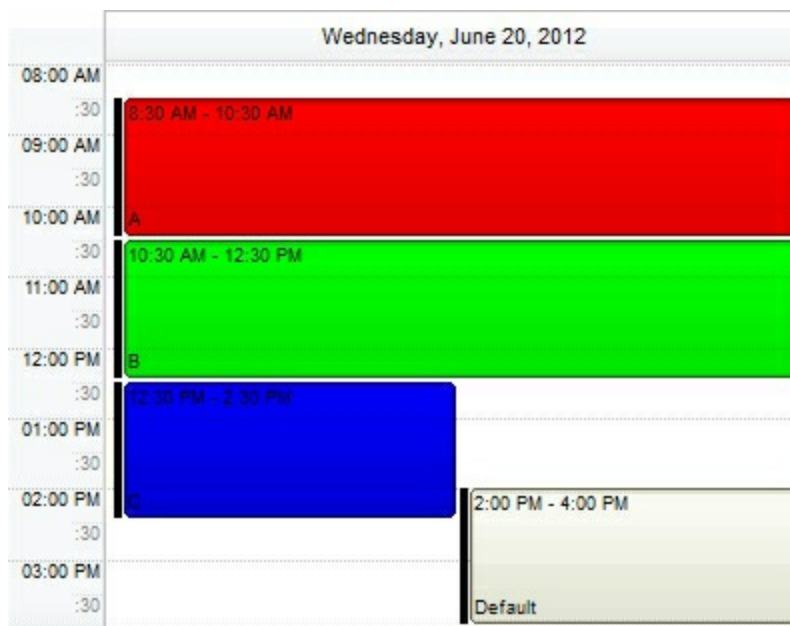 Wednesday, June 20, 2012
08:00 AM
:30
8:30 AM - 10:30 AM
09:00 AM
:30
10:00 AM
A
:30
10:30 AM - 12:30 PM
11:00 AM
:30
12:00 PM
B
:30
12:30 PM - 2:30 PM
01:00 PM
:30
02:00 PM
C
2:00 PM - 4:00 PM
:30
03:00 PM
:30
Default